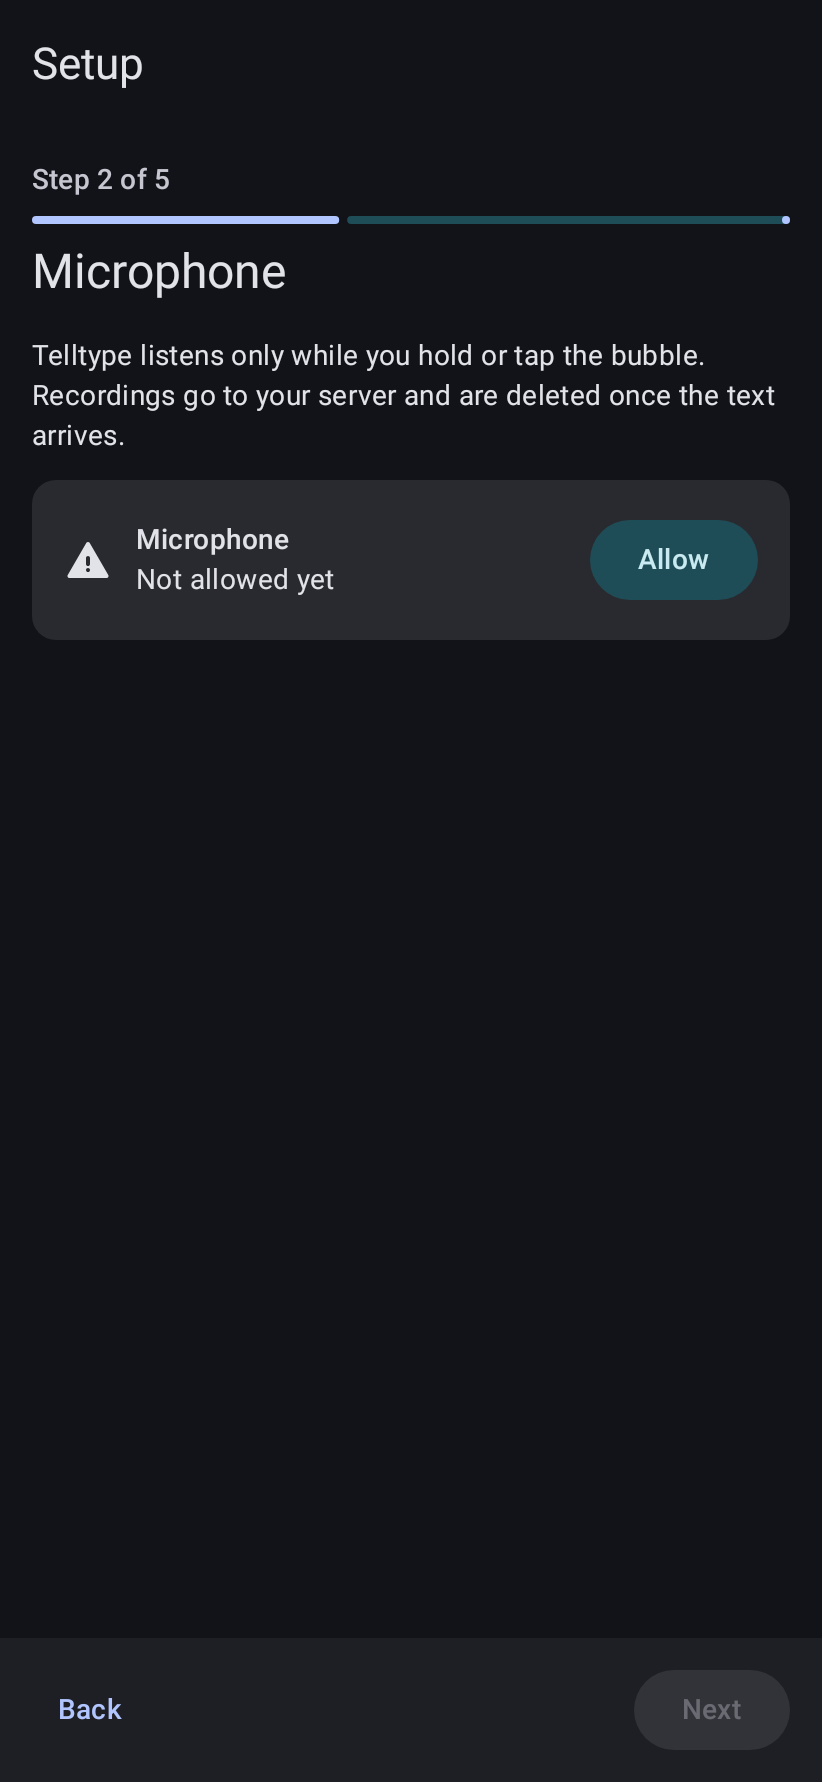 Setup
Step 2 of 5
Microphone
Telltype listens only while you hold or tap the bubble.
Recordings go to your server and are deleted once the text
arrives.
Microphone
Not allowed yet
Allow
Back
Next